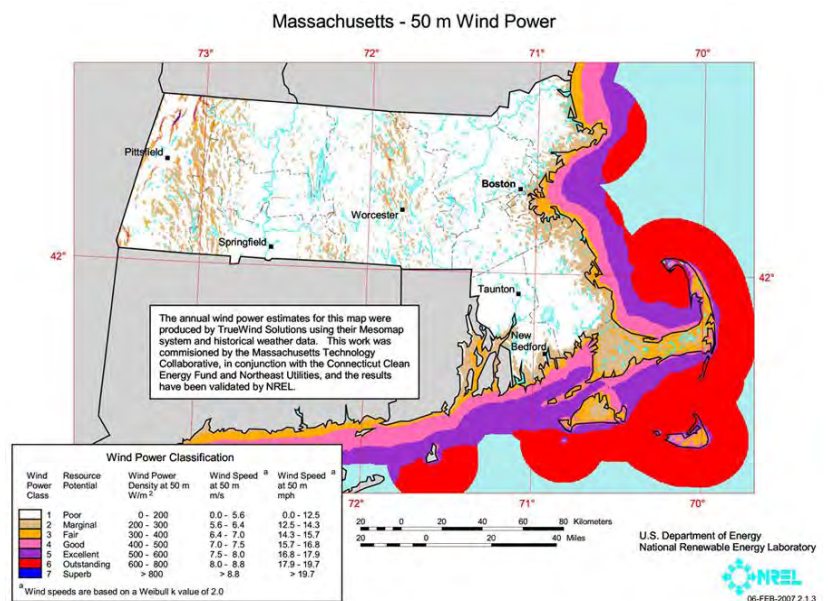 Massachusetts - 50 m Wind Power
73° 72° 71° 70°
Pittsfield
Boston
Worcester
Springfield
42° 42°
Taunton
New
Bedford
The annual wind power estimates for this map were
produced by TrueWind Solutions using their Mesomap
system and historical weather data. This work was
commisioned by the Massachusetts Technology
Collaborative, in conjunction with the Connecticut Clean
Energy Fund and Northeast Utilities, and the results
have been validated by NREL.
Wind Power Classification
Wind Resource Wind Power Wind Speed a Wind Speed a
Power Potential Density at 50 m at 50 m at 50 m
Class W/m 2 m/s mph
1 Poor 0 - 200 0.0 - 5.6 0.0 - 12.5
2 Marginal 200 - 300 5.6 - 6.4 12.5 - 14.3
3 Fair 300 - 400 6.4 - 7.0 14.3 - 15.7
4 Good 400 - 500 7.0 - 7.5 15.7 - 16.8
5 Excellent 500 - 600 7.5 - 8.0 16.8 - 17.9
6 Outstanding 600 - 800 8.0 - 8.8 17.9 - 19.7
7 Superb > 800 > 8.8 > 19.7
a Wind speeds are based on a Weibull k value of 2.0
72° 71° 70°
20 0 20 40 60 80 Kilometers
20 0 20 40 Miles
U.S. Department of Energy
National Renewable Energy Laboratory
NREL
06-FEB-2007 2.1.3